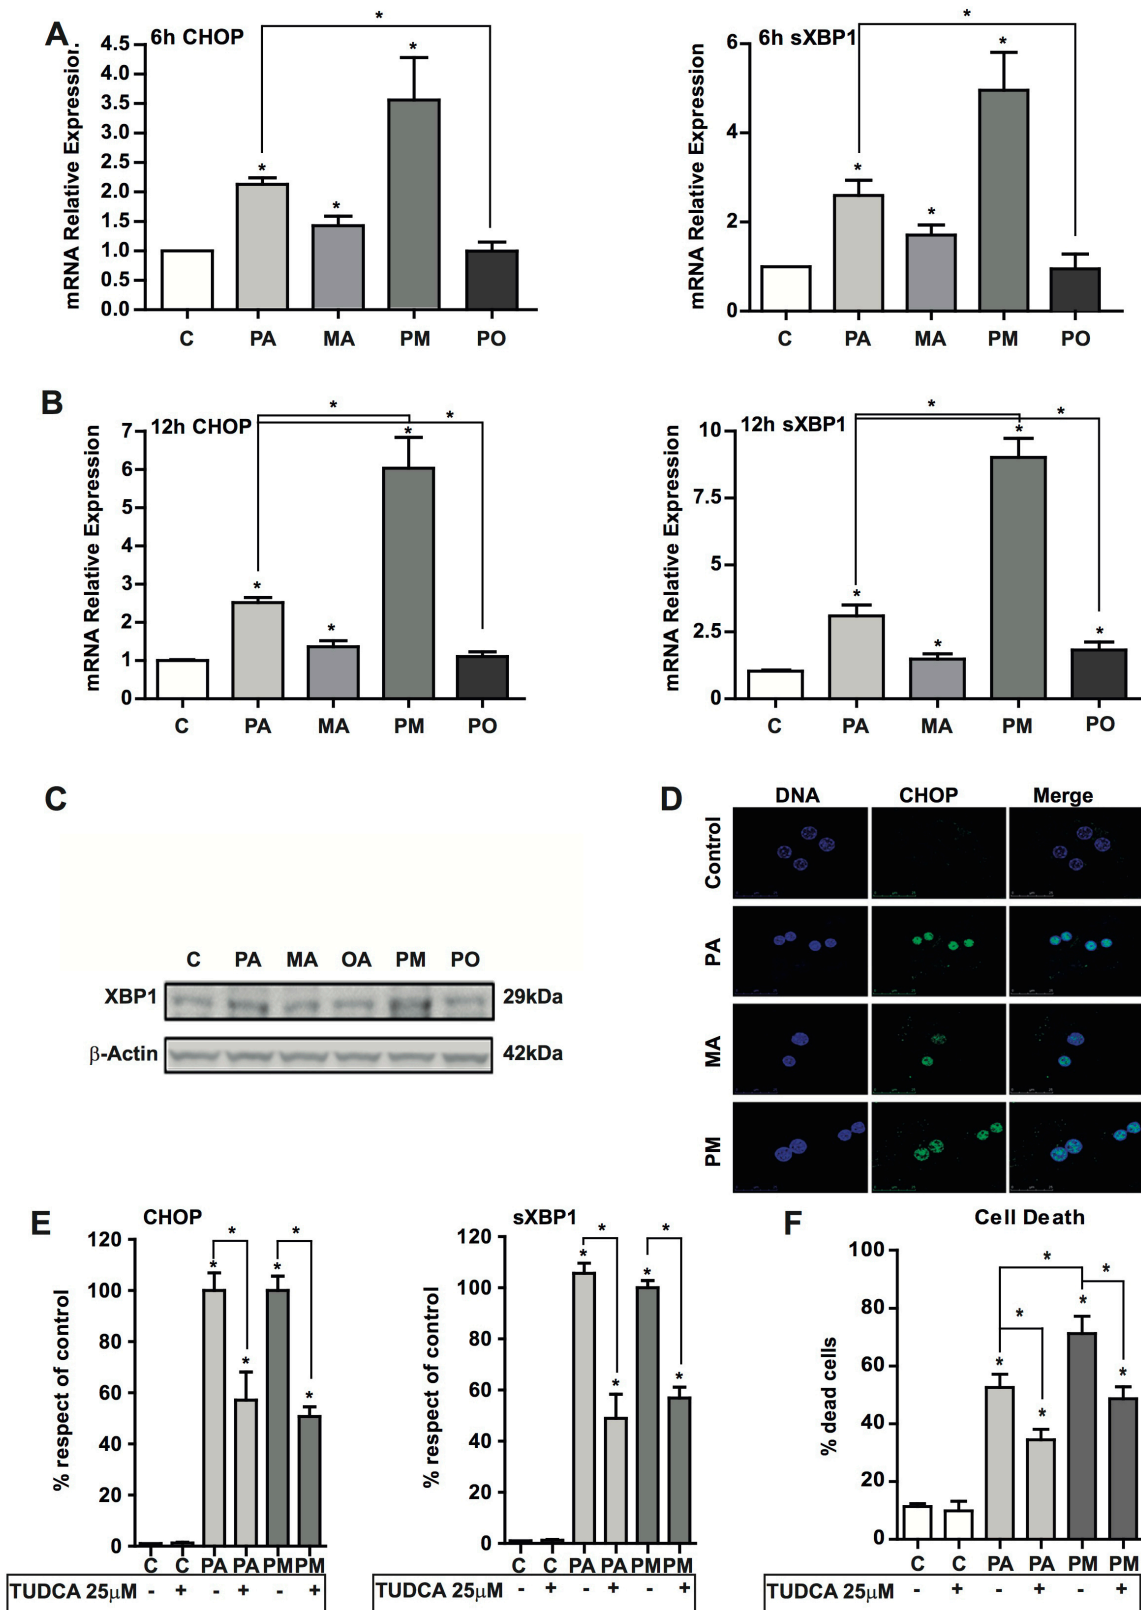 A
6h CHOP
*
mRNA Relative Expression
4.5
4.0
3.5
3.0
2.5
2.0
1.5
1.0
0.5
0.0
*
*
*
C PA MA PM PO
6h sXBP1
*
mRNA Relative Expression
6
4
2
0
*
*
*
C PA MA PM PO
B
12h CHOP
* *
mRNA Relative Expression
7
6
5
4
3
2
1
0
*
*
*
C PA MA PM PO
12h sXBP1
* *
mRNA Relative Expression
10
7.5
5
2.5
0
*
*
*
*
C PA MA PM PO
C
C PA MA OA PM PO
XBP1 29kDa
β-Actin 42kDa
D
DNA CHOP Merge
Control
PA
MA
PM
E
CHOP
% respect of control
120
100
80
60
40
20
0
* *
* *
* *
C C PA PA PM PM
TUDCA 25μM - + - + - +
sXBP1
% respect of control
120
100
80
60
40
20
0
* *
* *
* *
C C PA PA PM PM
TUDCA 25μM - + - + - +
F
Cell Death
% dead cells
100
80
60
40
20
0
* *
*
* * * *
C C PA PA PM PM
TUDCA 25μM - + - + - +